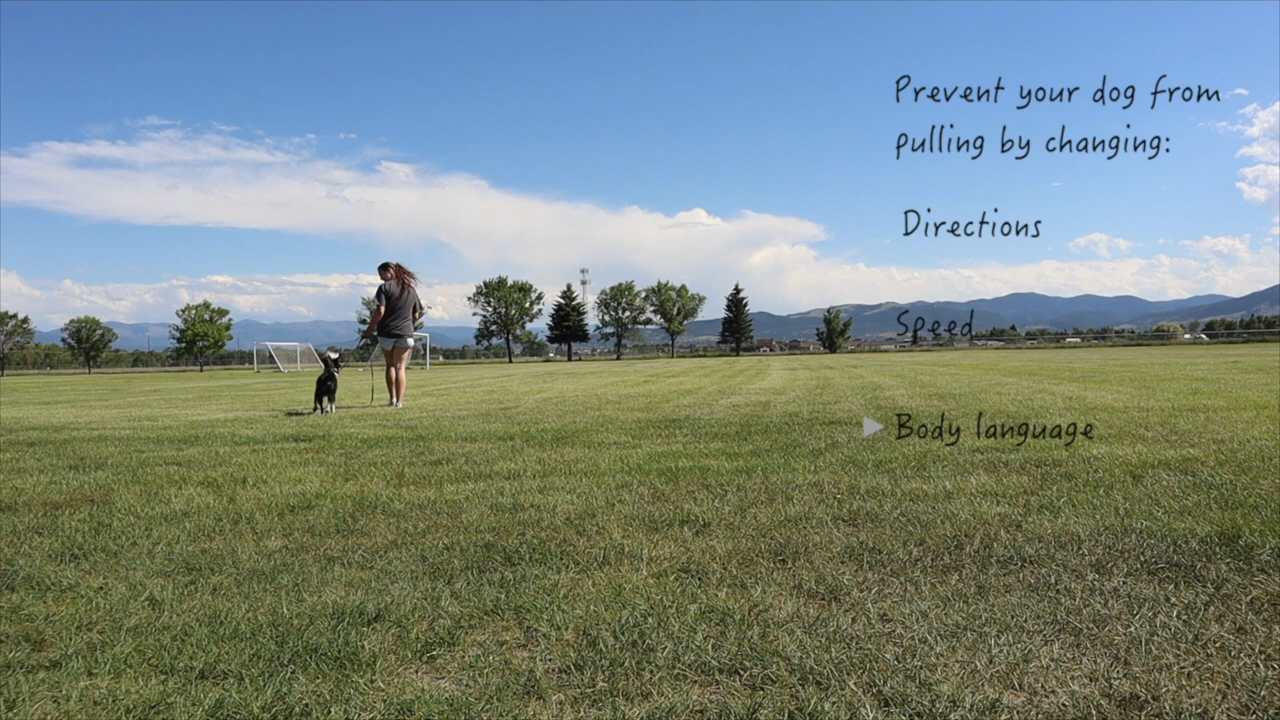 Prevent your dog from
pulling by changing:
Directions
Speed
Body language